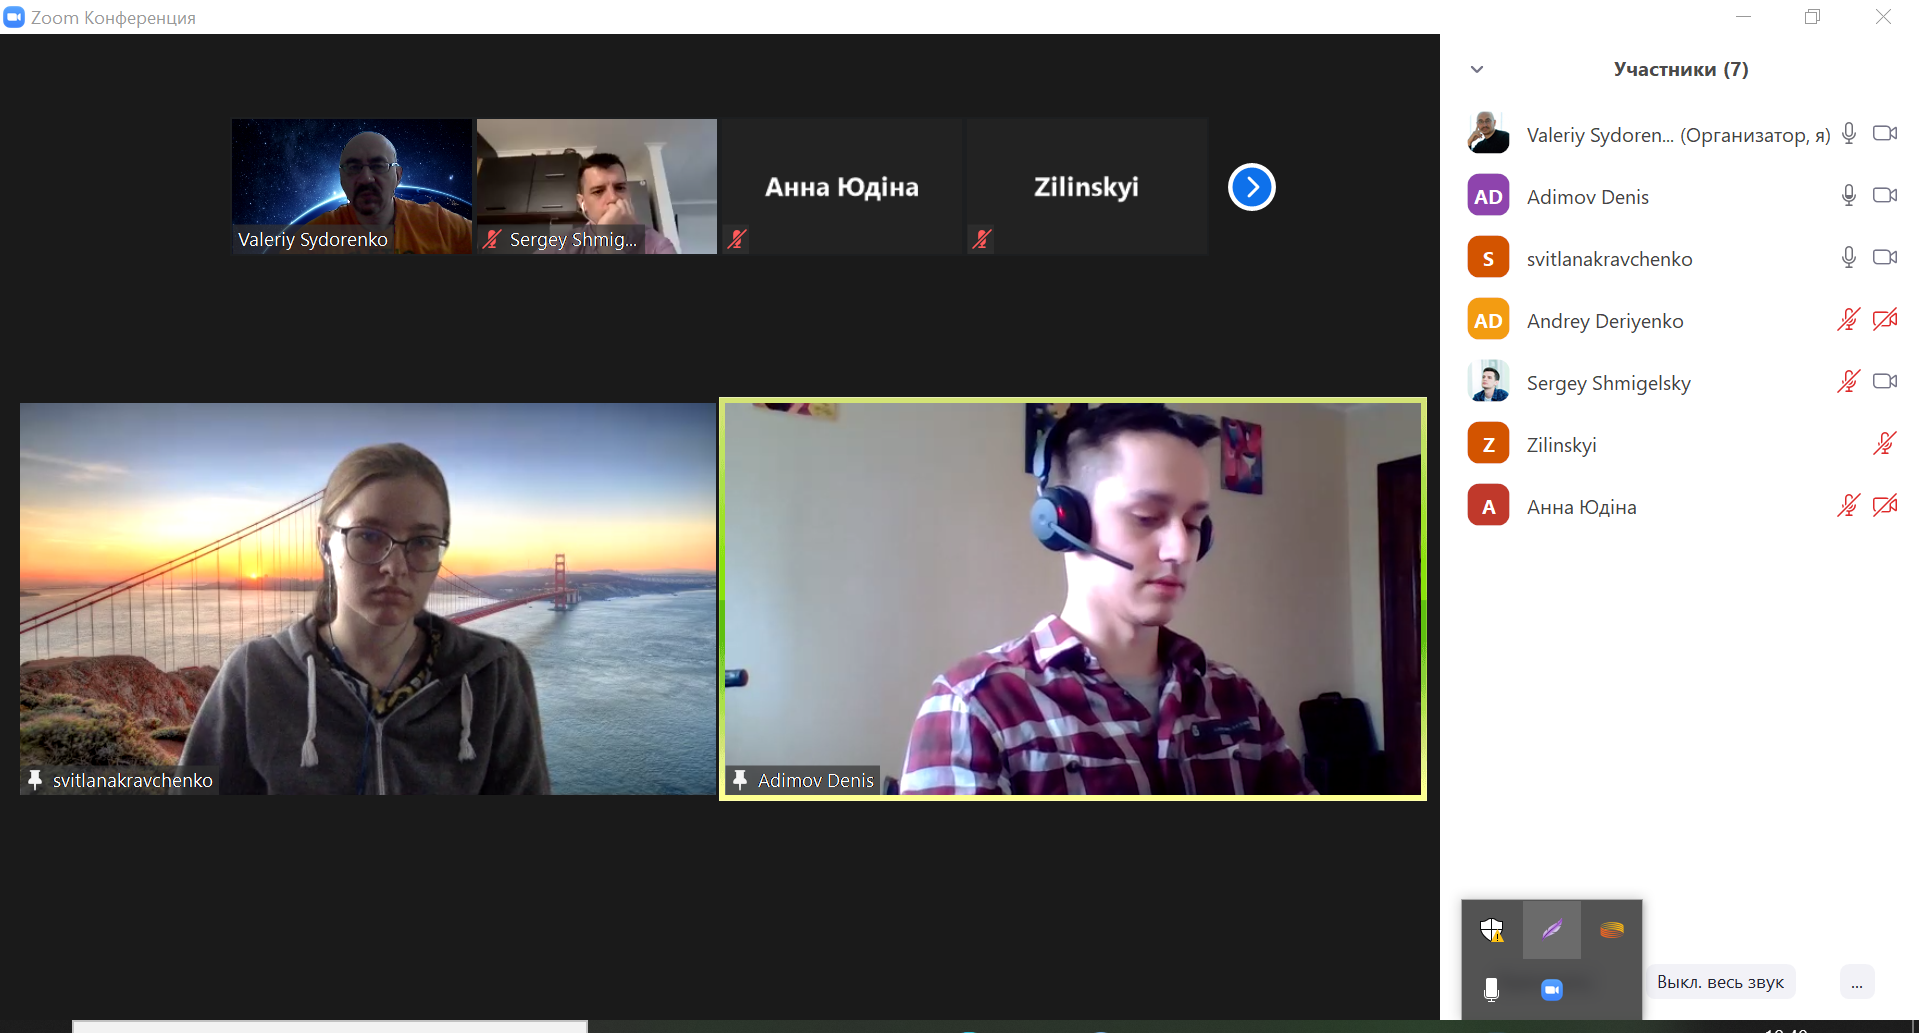 Zoom Конференция
Valeriy Sydorenko
Sergey Shmig...
Анна Юдіна
Zilinskyi
svitlanakravchenko
Adimov Denis
Участники (7)
Valeriy Sydoren... (Организатор, я)
AD Adimov Denis
S svitlanakravchenko
AD Andrey Deriyenko
Sergey Shmigelsky
Z Zilinskyi
A Анна Юдіна
Выкл. весь звук
...